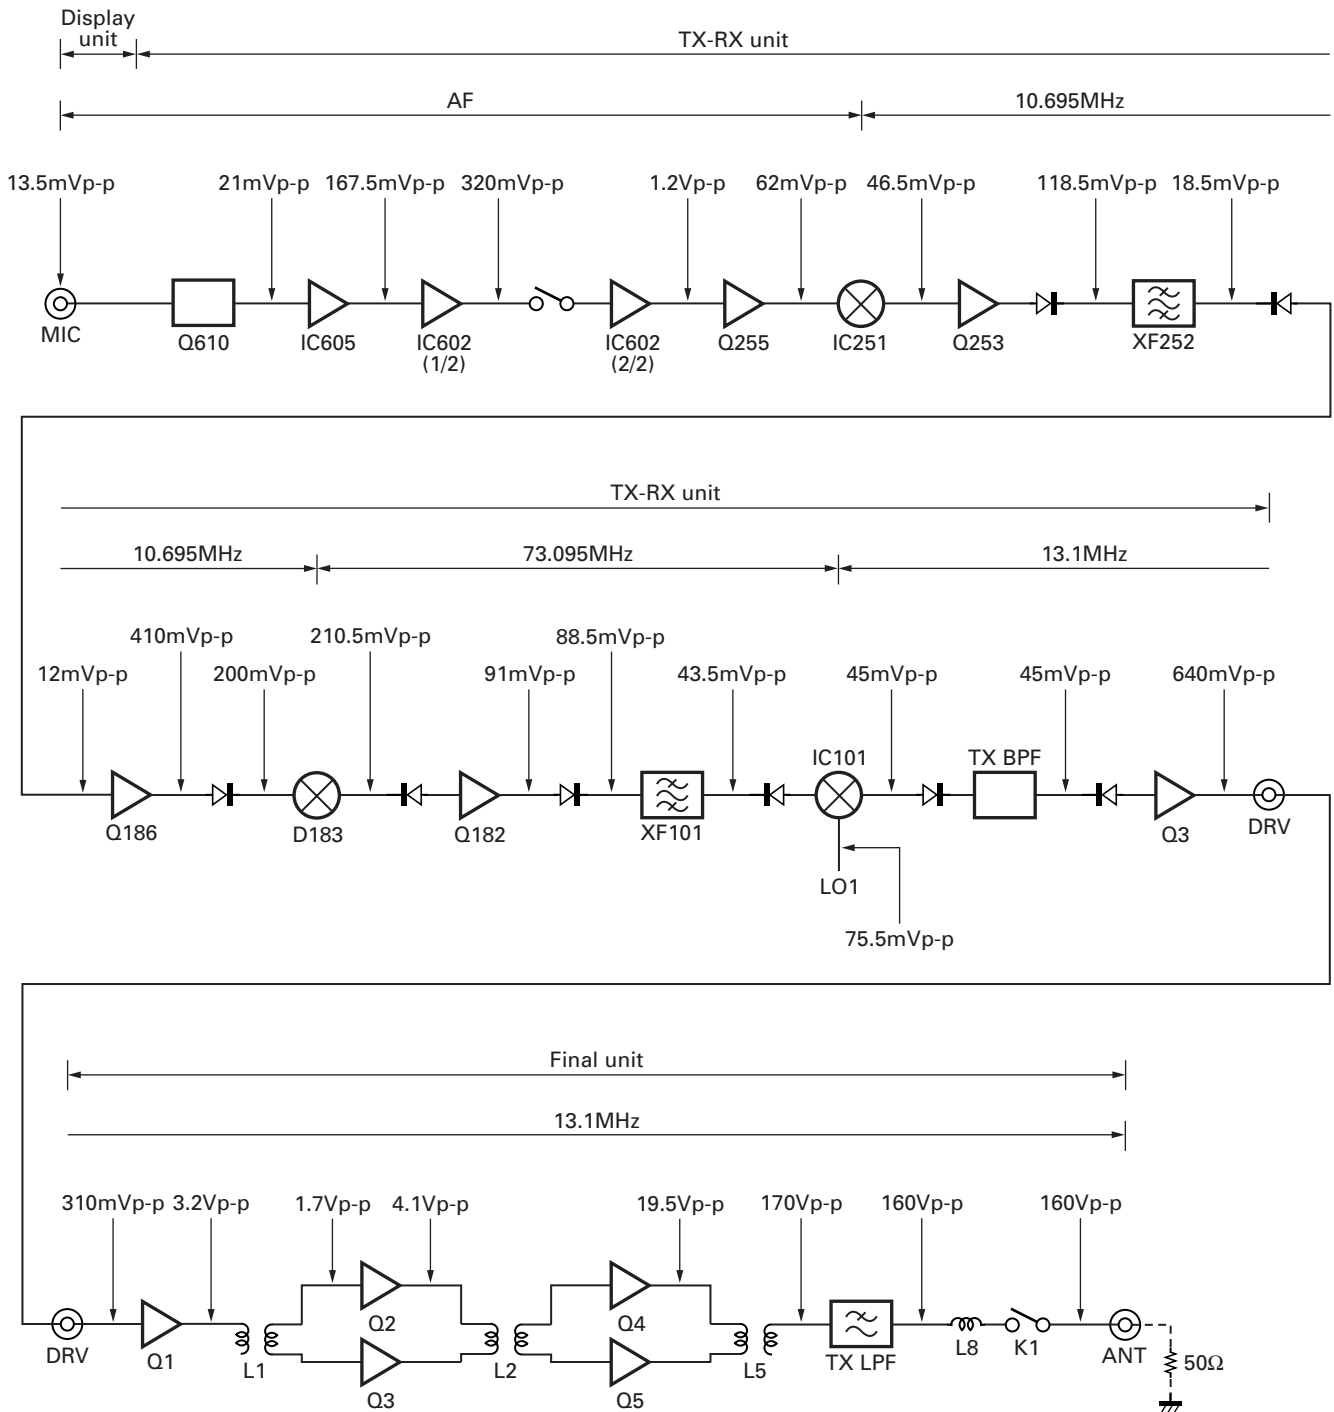 Display
unit
TX-RX unit
AF
10.695MHz
13.5mVp-p
21mVp-p
167.5mVp-p
320mVp-p
1.2Vp-p
62mVp-p
46.5mVp-p
118.5mVp-p
18.5mVp-p
MIC
Q610
IC605
IC602
(1/2)
IC602
(2/2)
Q255
IC251
Q253
XF252
TX-RX unit
10.695MHz
73.095MHz
13.1MHz
12mVp-p
410mVp-p
200mVp-p
210.5mVp-p
91mVp-p
88.5mVp-p
43.5mVp-p
45mVp-p
45mVp-p
640mVp-p
Q186
D183
Q182
XF101
IC101
LO1
75.5mVp-p
TX BPF
Q3
DRV
Final unit
13.1MHz
310mVp-p
3.2Vp-p
1.7Vp-p
4.1Vp-p
19.5Vp-p
170Vp-p
160Vp-p
160Vp-p
DRV
Q1
L1
Q2
Q3
L2
Q4
Q5
L5
TX LPF
L8
K1
ANT
50Ω